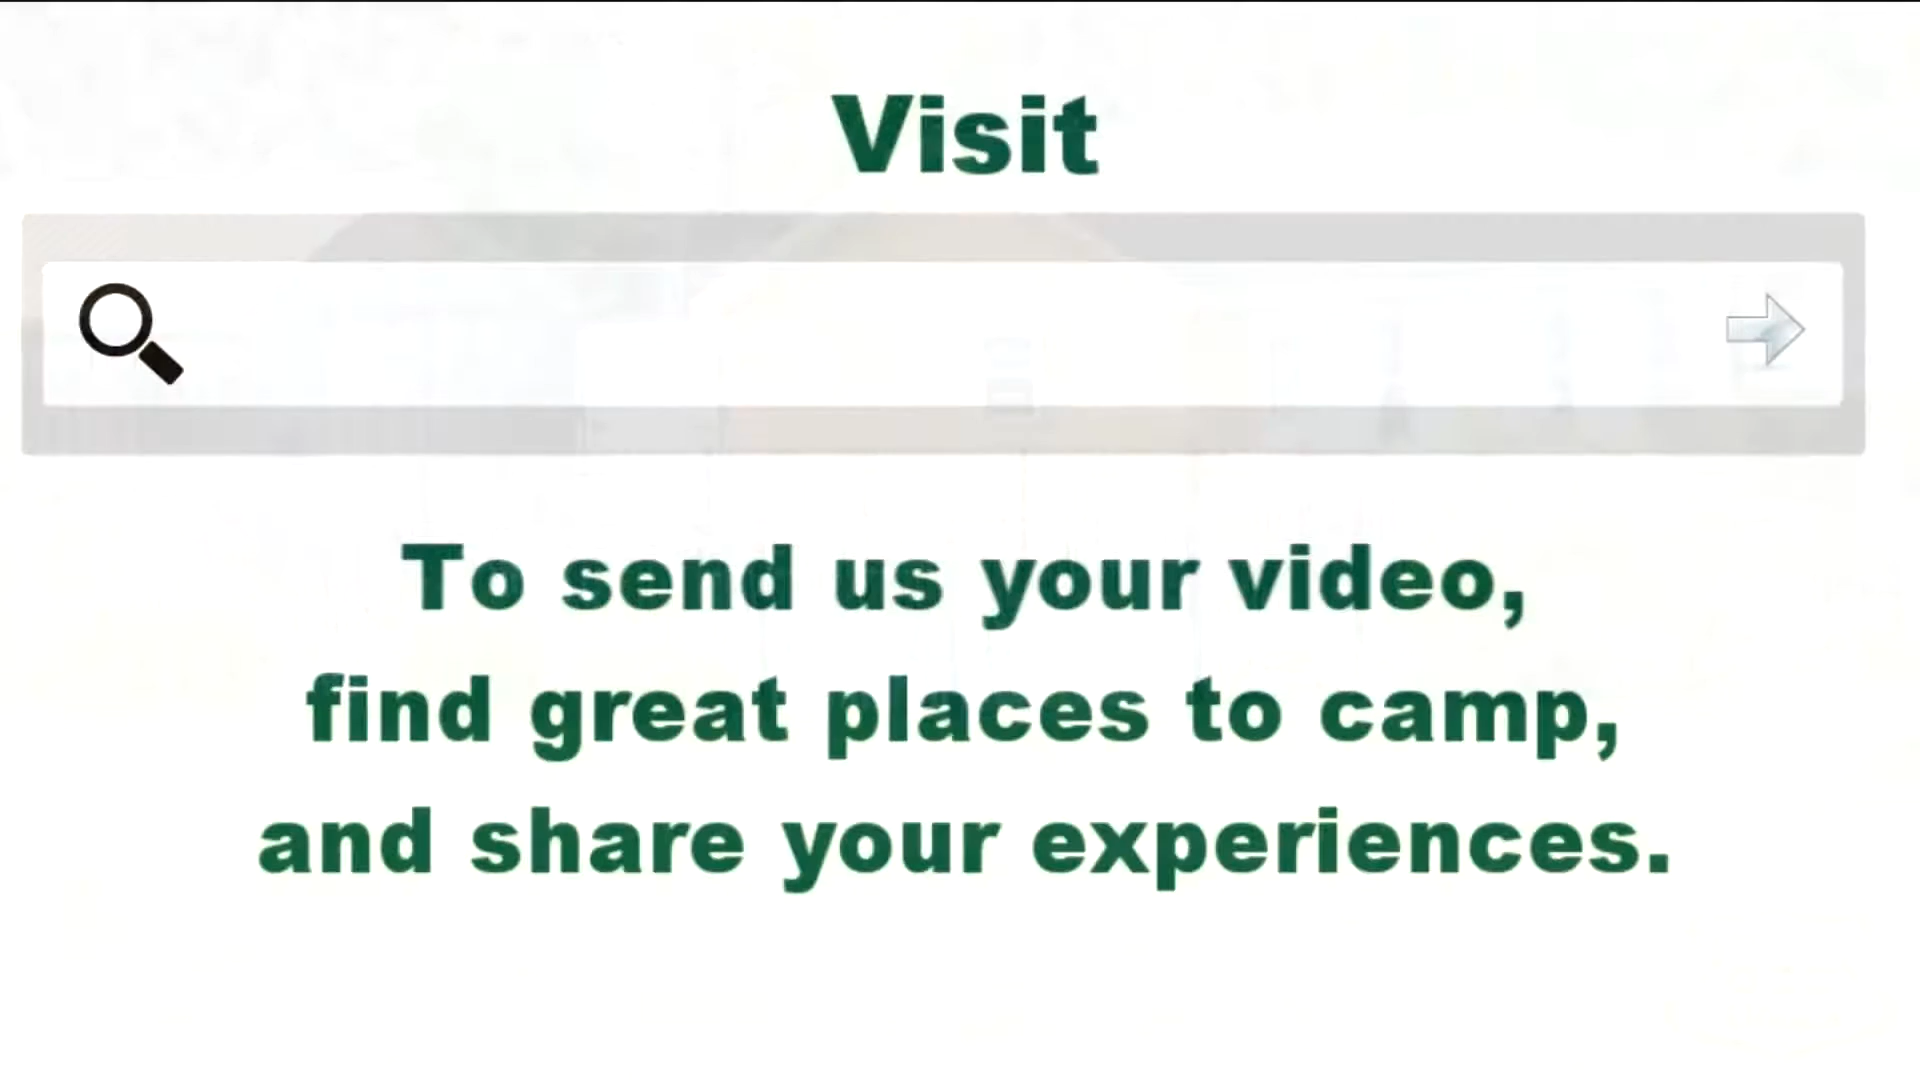 Visit
To send us your video,
find great places to camp,
and share your experiences.